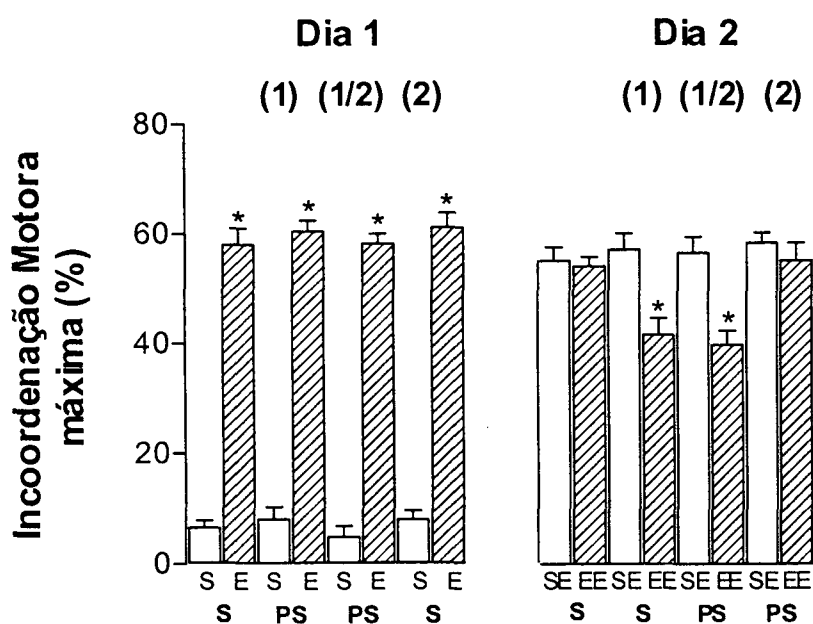 Dia 1 Dia 2
(1) (1/2) (2) (1) (1/2) (2)
Incoordenação Motora
máxima (%)
80
60
40
20
0
* * * * * *
S E S E S E S E SE EE SE EE SE EE SE EE
S PS PS S S S PS PS